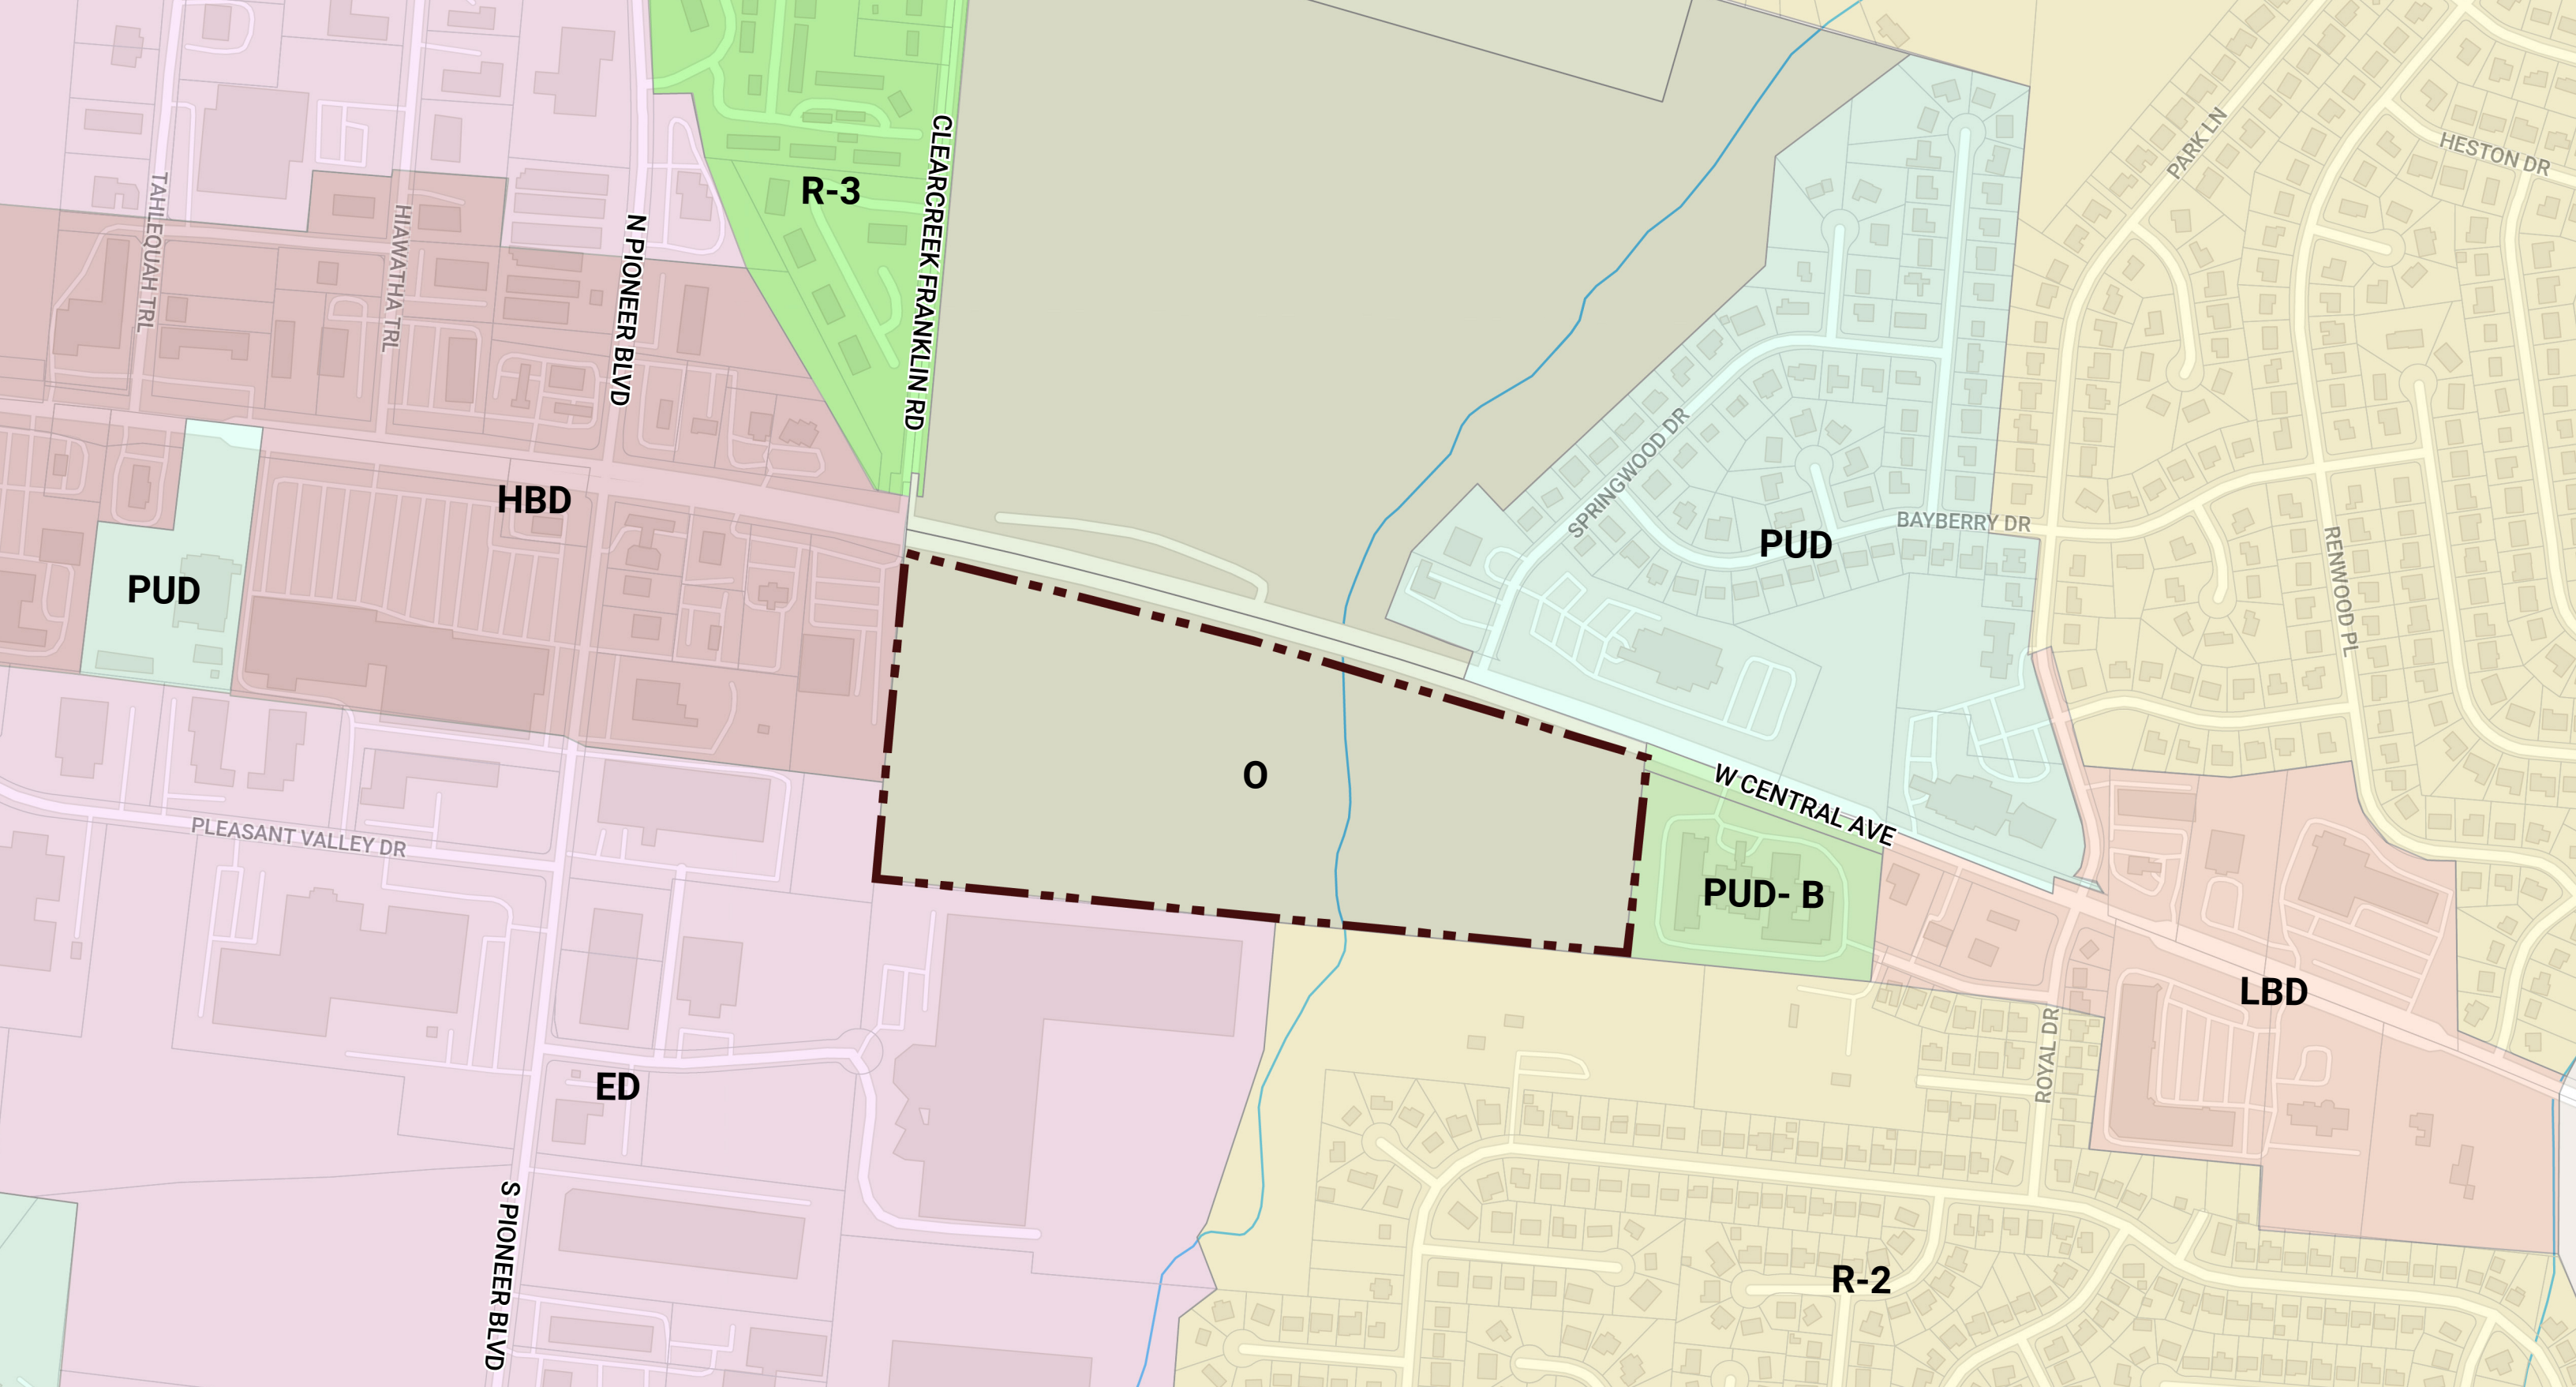 PARK LN
HESTON DR
R-3
CLEARCREEK FRANKLIN RD
TAHLEQUAH TRL
HIAWATHA TRL
N PIONEER BLVD
SPRINGWOOD DR
HBD
BAYBERRY DR
PUD
PUD
RENWOOD PL
O
W CENTRAL AVE
PLEASANT VALLEY DR
PUD- B
LBD
ROYAL DR
ED
S PIONEER BLVD
R-2